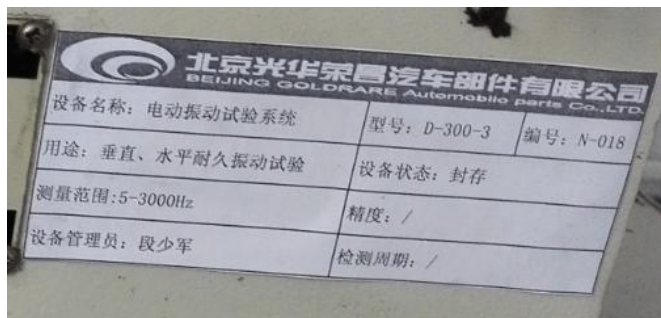 北京光华荣昌汽车部件有限公司
BEIJING GOLDRARE Automobile parts Co.,LTD.
设备名称：电动振动试验系统 型号：D-300-3 编号：N-018
用途：垂直、水平耐久振动试验 设备状态：封存
测量范围:5-3000Hz 精度：/
设备管理员：段少军 检测周期：/